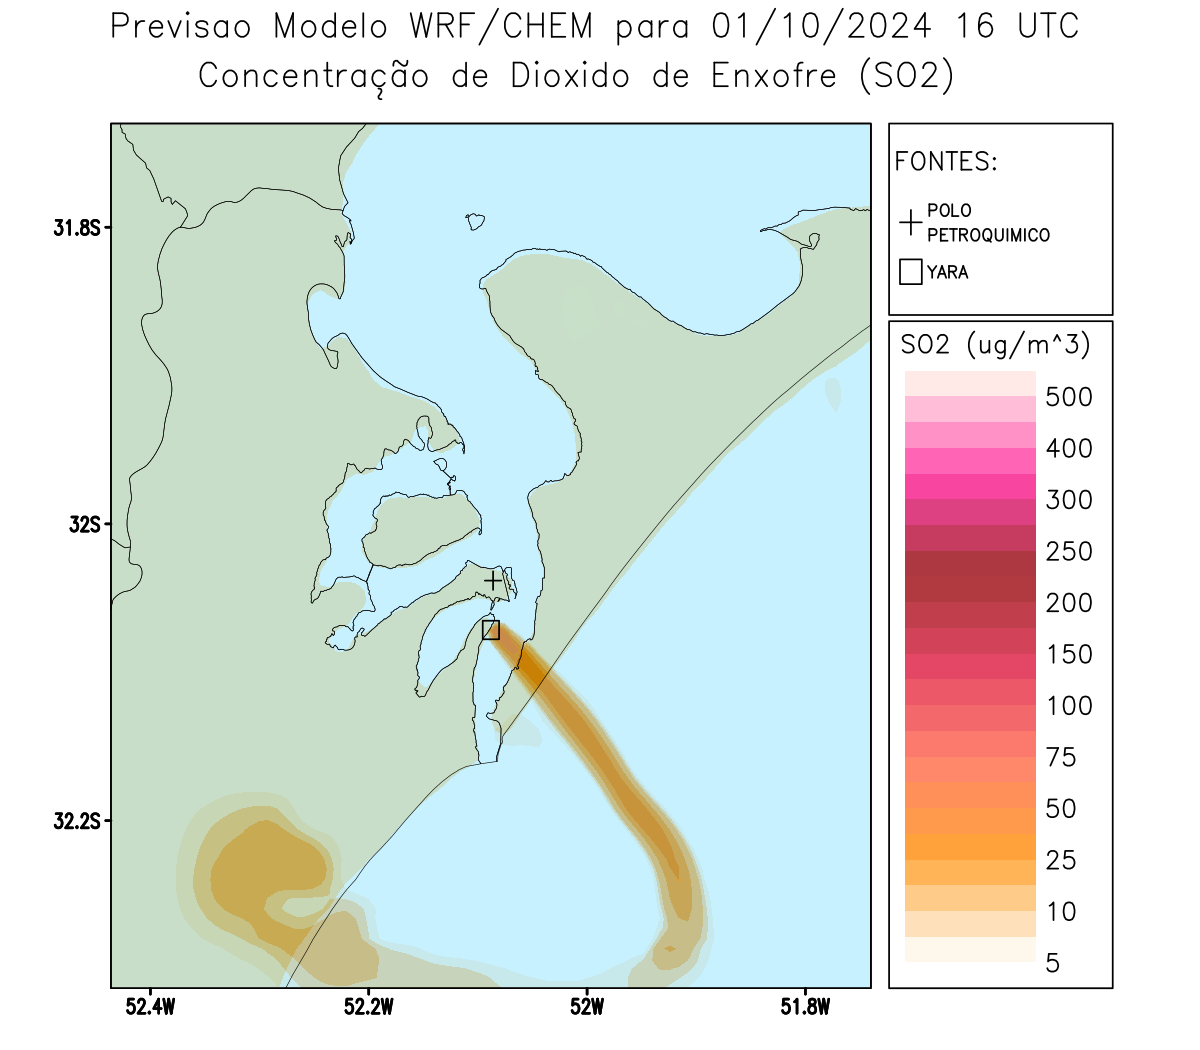 Previsao Modelo WRF/CHEM para 01/10/2024 16 UTC
Concentração de Dioxido de Enxofre (SO2)
FONTES:
POLO
PETROQUIMICO
YARA
SO2 (ug/m^3)
500
400
300
250
200
150
100
75
50
25
10
5
31.8S
32S
32.2S
52.4W
52.2W
52W
51.8W